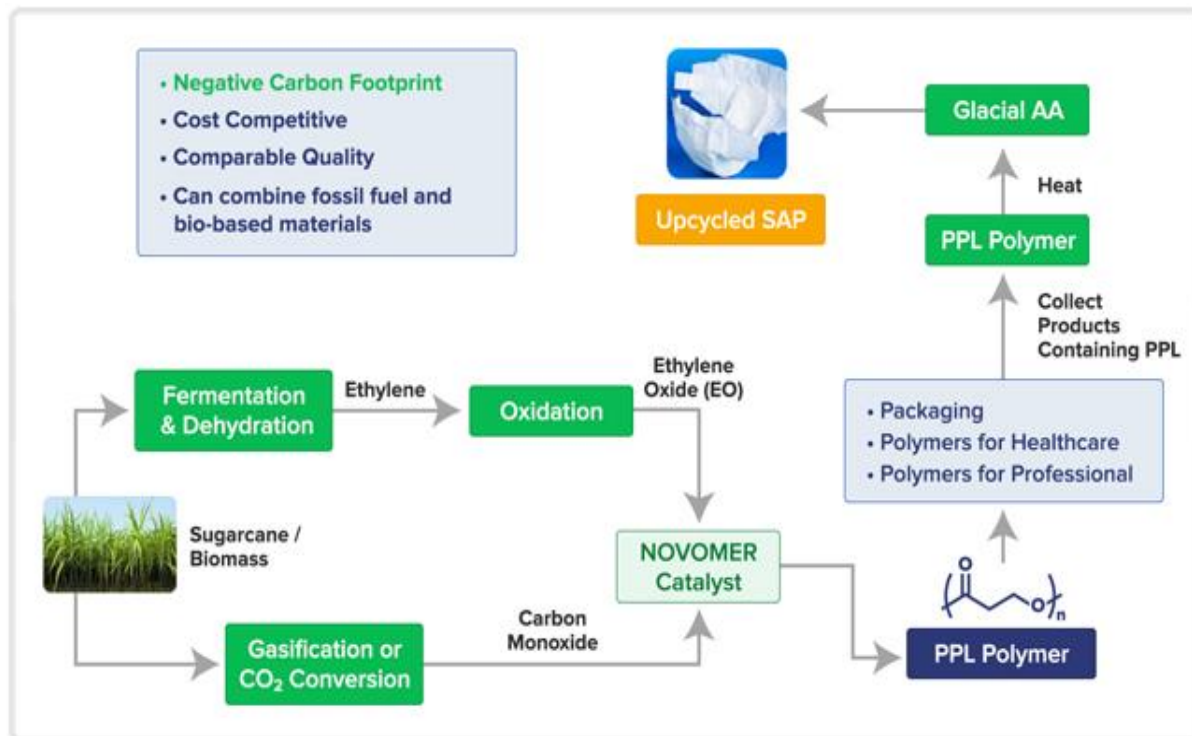 • Negative Carbon Footprint
• Cost Competitive
• Comparable Quality
• Can combine fossil fuel and
bio-based materials
Upcycled SAP
Glacial AA
Heat
PPL Polymer
Collect
Products
Containing PPL
Fermentation
& Dehydration
Ethylene
Oxidation
Ethylene
Oxide (EO)
• Packaging
• Polymers for Healthcare
• Polymers for Professional
Sugarcane /
Biomass
NOVOMER
Catalyst
Gasification or
CO₂ Conversion
Carbon
Monoxide
O
O
n
PPL Polymer